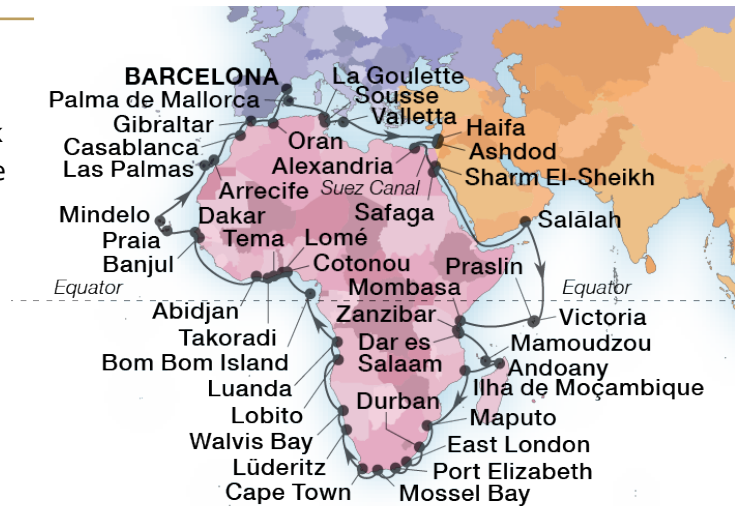 BARCELONA
La Goulette
Palma de Mallorca
Sousse
Valletta
Gibraltar
Haifa
Casablanca
Oran
Ashdod
Las Palmas
Alexandria
Sharm El-Sheikh
Arrecife
Suez Canal
Mindelo
Dakar
Safaga
Salālah
Praia
Tema
Lomé
Banjul
Cotonou
Praslin
Equator
Mombasa
Equator
Abidjan
Zanzibar
Victoria
Takoradi
Dar es
Salaam
Mamoudzou
Bom Bom Island
Andoany
Luanda
Ilha de Moçambique
Lobito
Durban
Maputo
Walvis Bay
East London
Lüderitz
Port Elizabeth
Cape Town
Mossel Bay